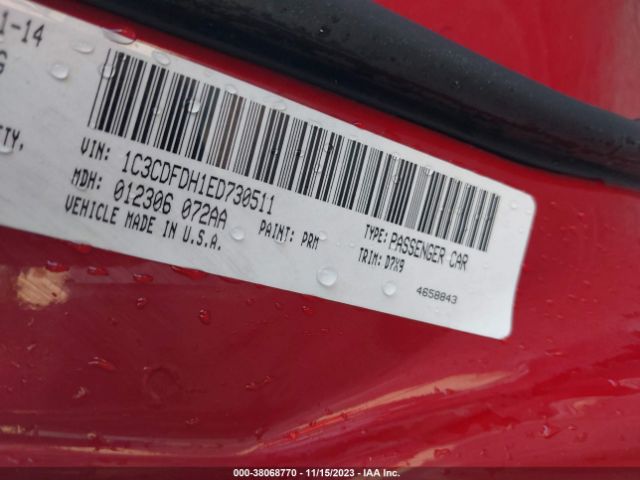 1-14
G
TY,
VIN: 1C3CDFDH1ED730511
MDH: 012306 072AA
VEHICLE MADE IN U.S.A.
PAINT: PRM
TYPE: PASSENGER CAR
TRIM: D7X9
4658843
000-38068770 - 11/15/2023 - IAA Inc.